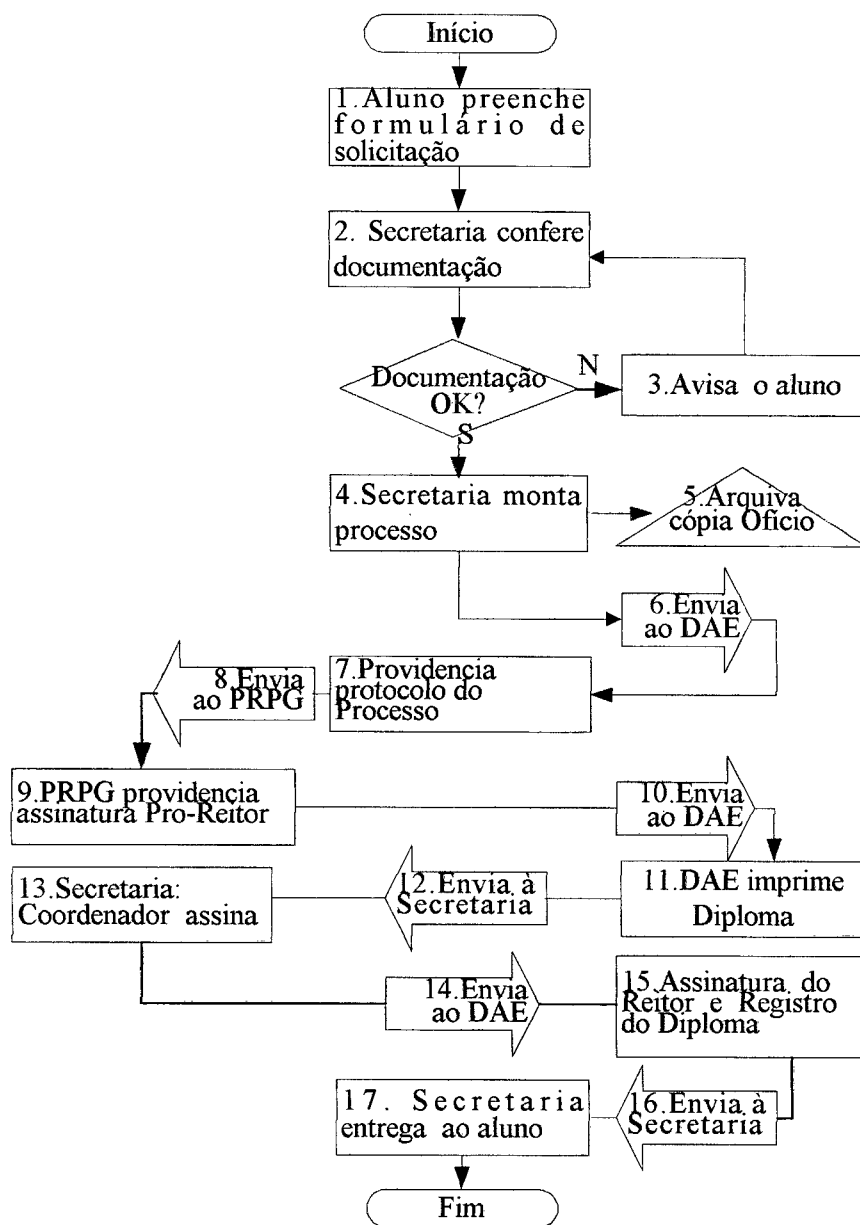 Início
1.Aluno preenche
formulário de
solicitação
2. Secretaria confere
documentação
Documentação
OK?
N
3.Avisa o aluno
S
4.Secretaria monta
processo
5.Arquiva
cópia Ofício
6.Envia
ao DAE
7.Providencia
protocolo do
Processo
8.Envia
ao PRPG
9.PRPG providencia
assinatura Pro-Reitor
10.Envia
ao DAE
11.DAE imprime
Diploma
12.Envia à
Secretaria
13.Secretaria:
Coordenador assina
14.Envia
ao DAE
15.Assinatura do
Reitor e Registro
do Diploma
16.Envia à
Secretaria
17. Secretaria
entrega ao aluno
Fim